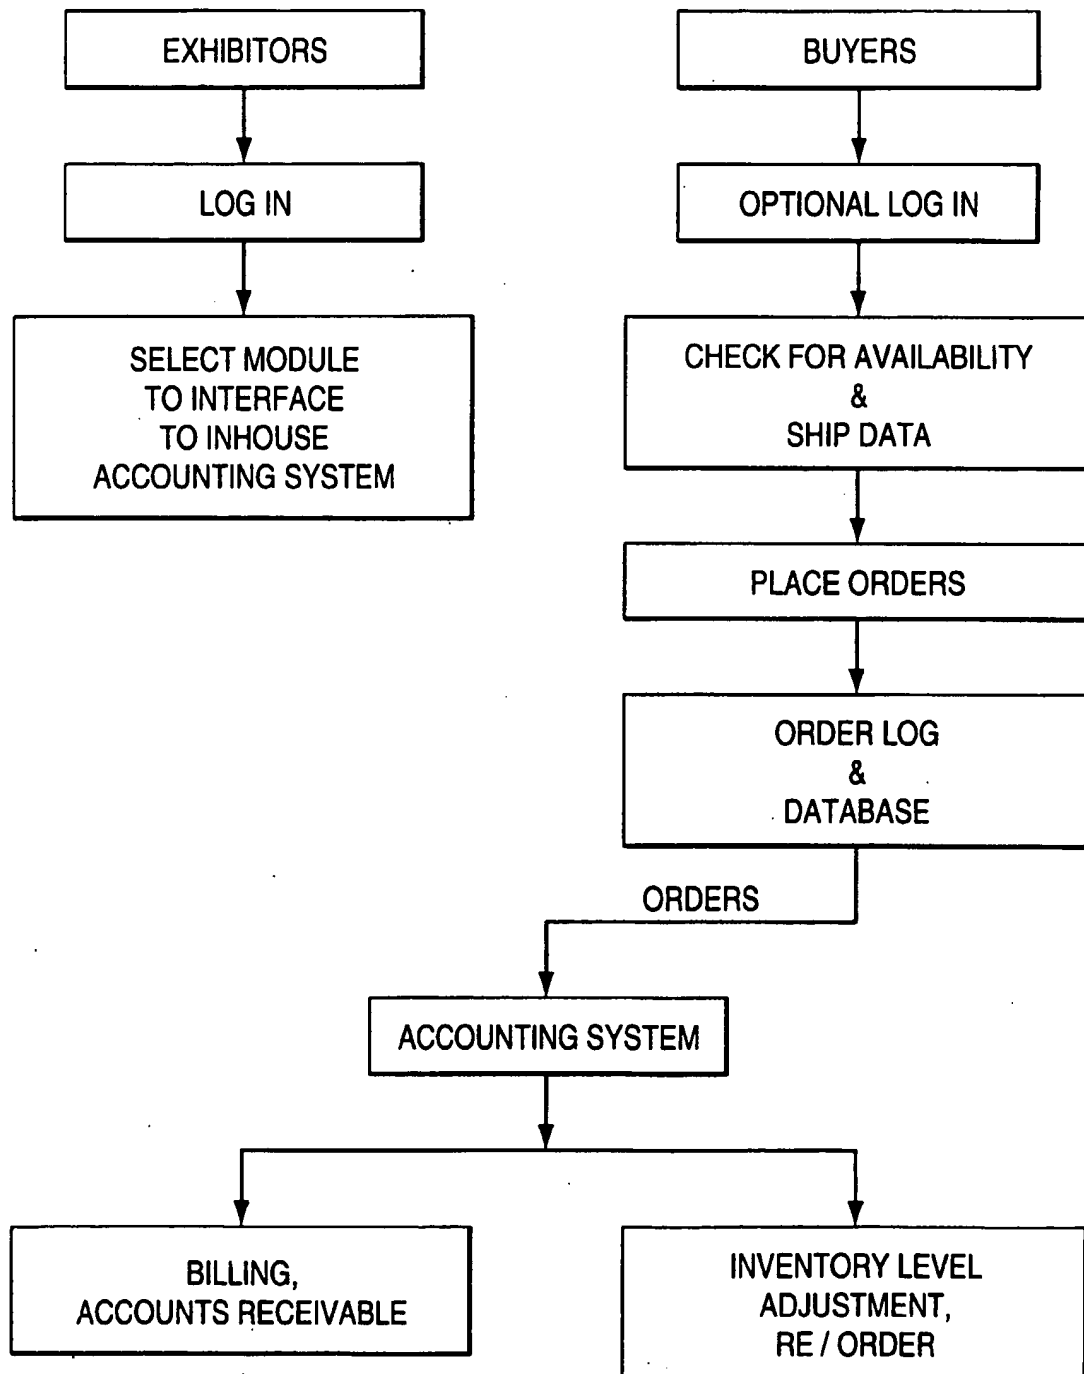 EXHIBITORS
LOG IN
SELECT MODULE
TO INTERFACE
TO INHOUSE
ACCOUNTING SYSTEM
BUYERS
OPTIONAL LOG IN
CHECK FOR AVAILABILITY
&
SHIP DATA
PLACE ORDERS
ORDER LOG
&
DATABASE
ORDERS
ACCOUNTING SYSTEM
BILLING,
ACCOUNTS RECEIVABLE
INVENTORY LEVEL
ADJUSTMENT,
RE / ORDER